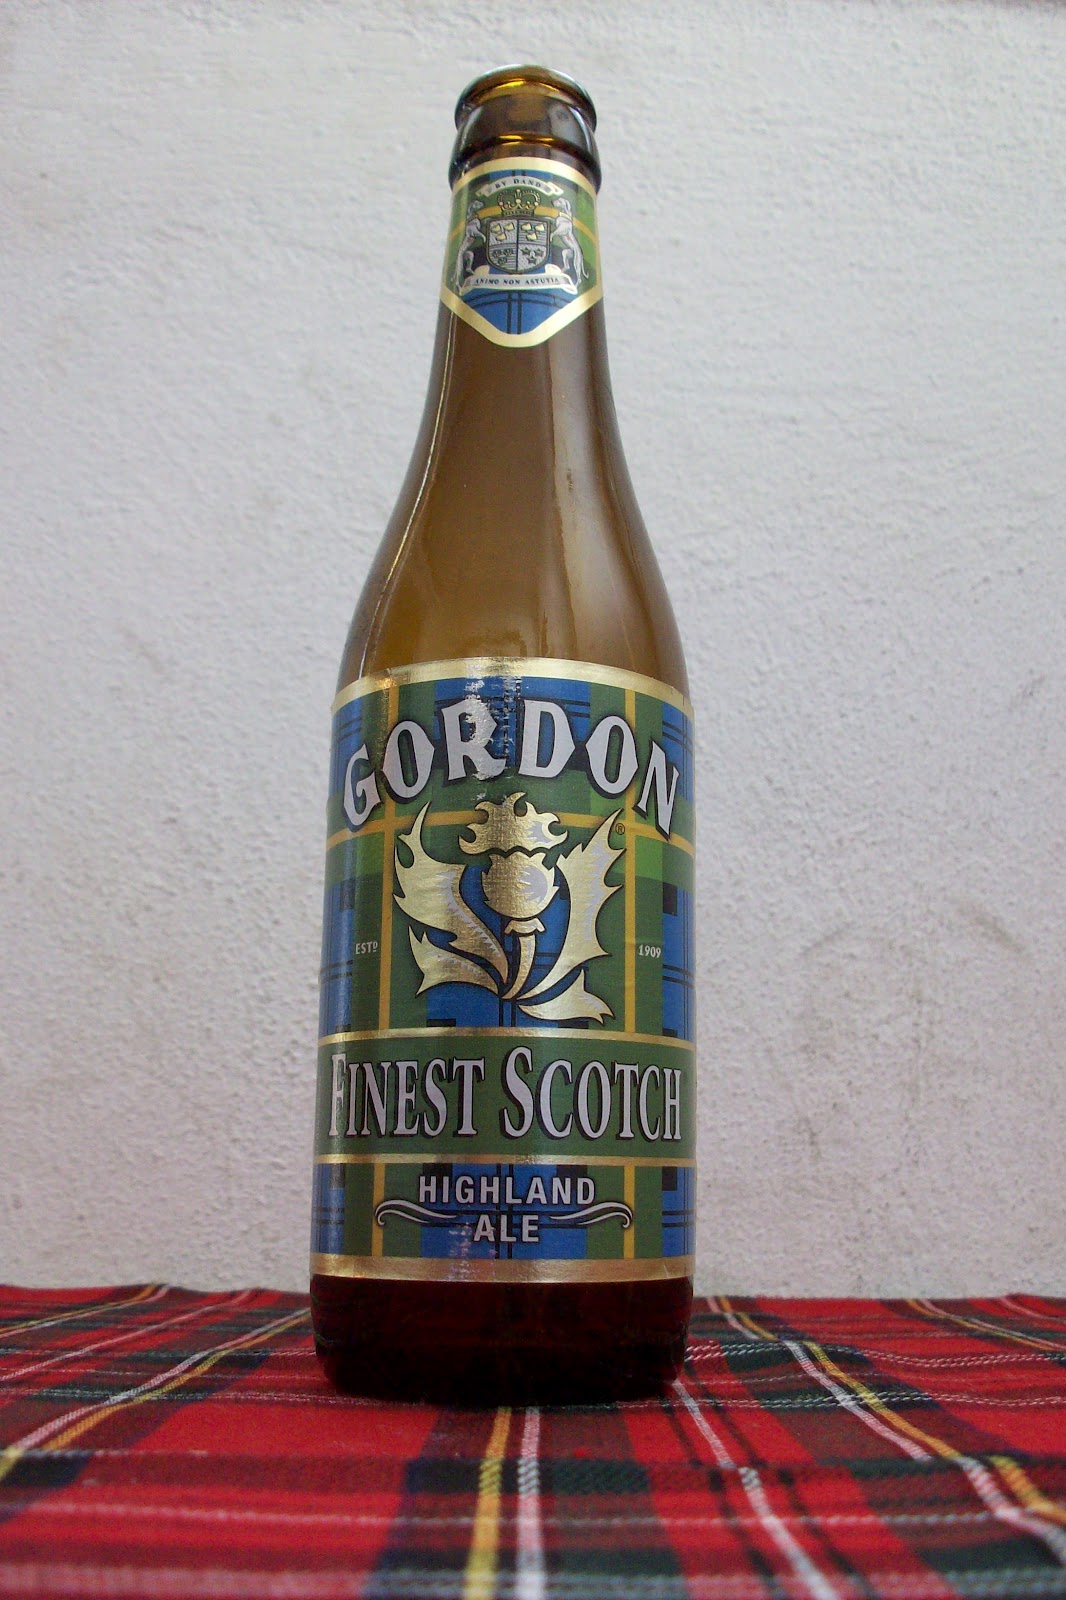 BY DAND
ANIMO NON ASTUTIA
GORDON
®
ESTD 1909
FINEST SCOTCH
HIGHLAND
ALE